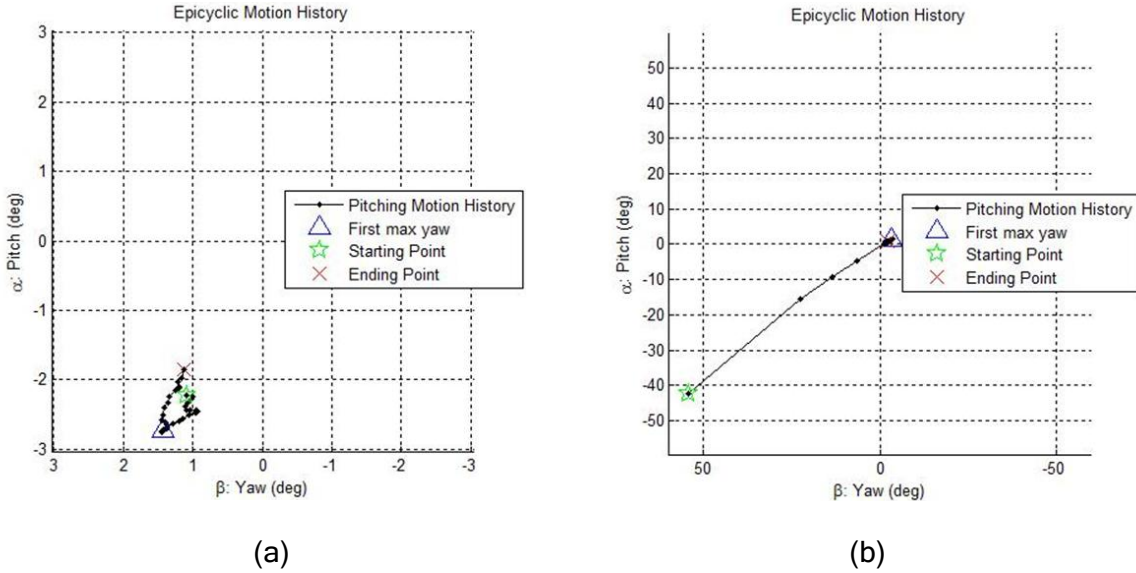 Epicyclic Motion History
3
2
1
0
-1
-2
-3
α: Pitch (deg)
3
2
1
0
-1
-2
-3
β: Yaw (deg)
Pitching Motion History
First max yaw
Starting Point
Ending Point
(a)
Epicyclic Motion History
50
40
30
20
10
0
-10
-20
-30
-40
-50
α: Pitch (deg)
50
0
-50
β: Yaw (deg)
Pitching Motion History
First max yaw
Starting Point
Ending Point
(b)